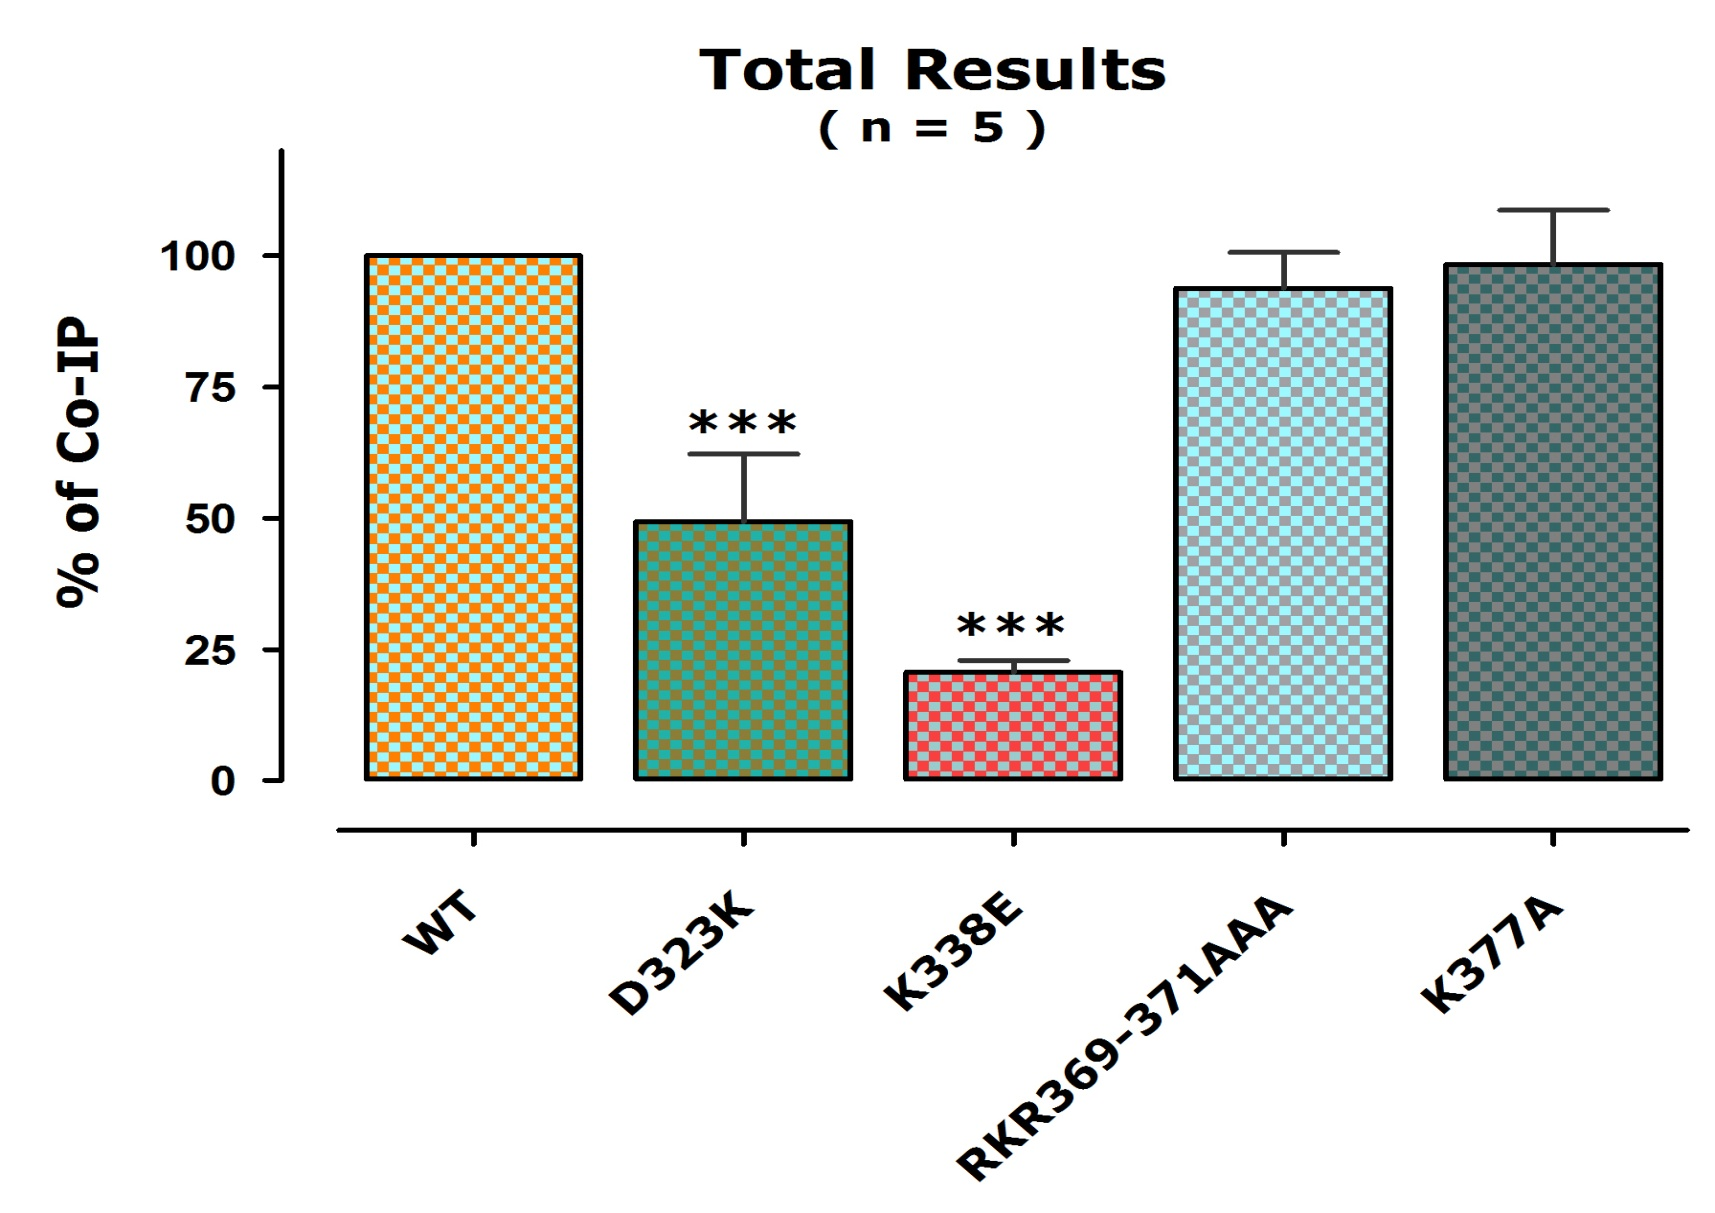 Total Results
( n = 5 )
% of Co-IP
100
75
50
25
0
***
***
WT
D323K
K338E
RKR369-371AAA
K377A